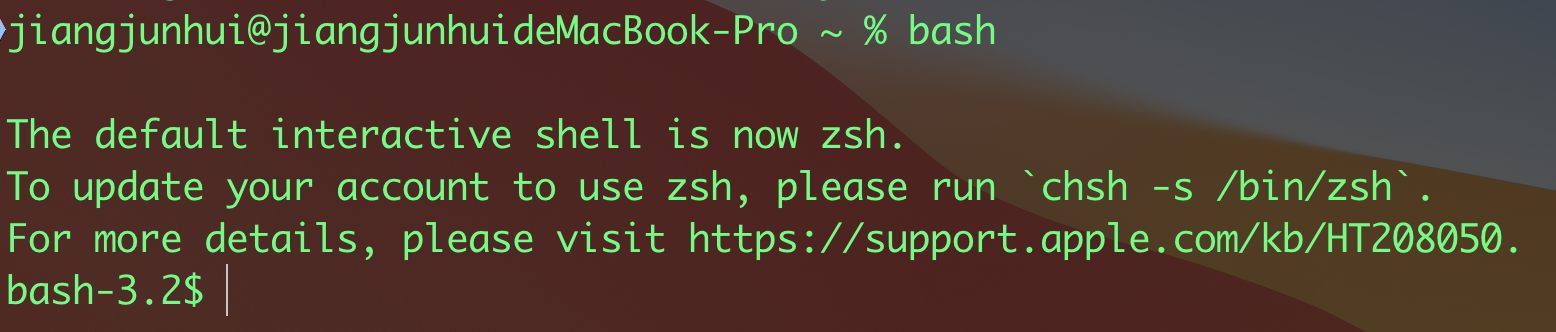 jiangjunhui@jiangjunhuideMacBook-Pro ~ % bash
The default interactive shell is now zsh.
To update your account to use zsh, please run `chsh -s /bin/zsh`.
For more details, please visit https://support.apple.com/kb/HT208050.
bash-3.2$